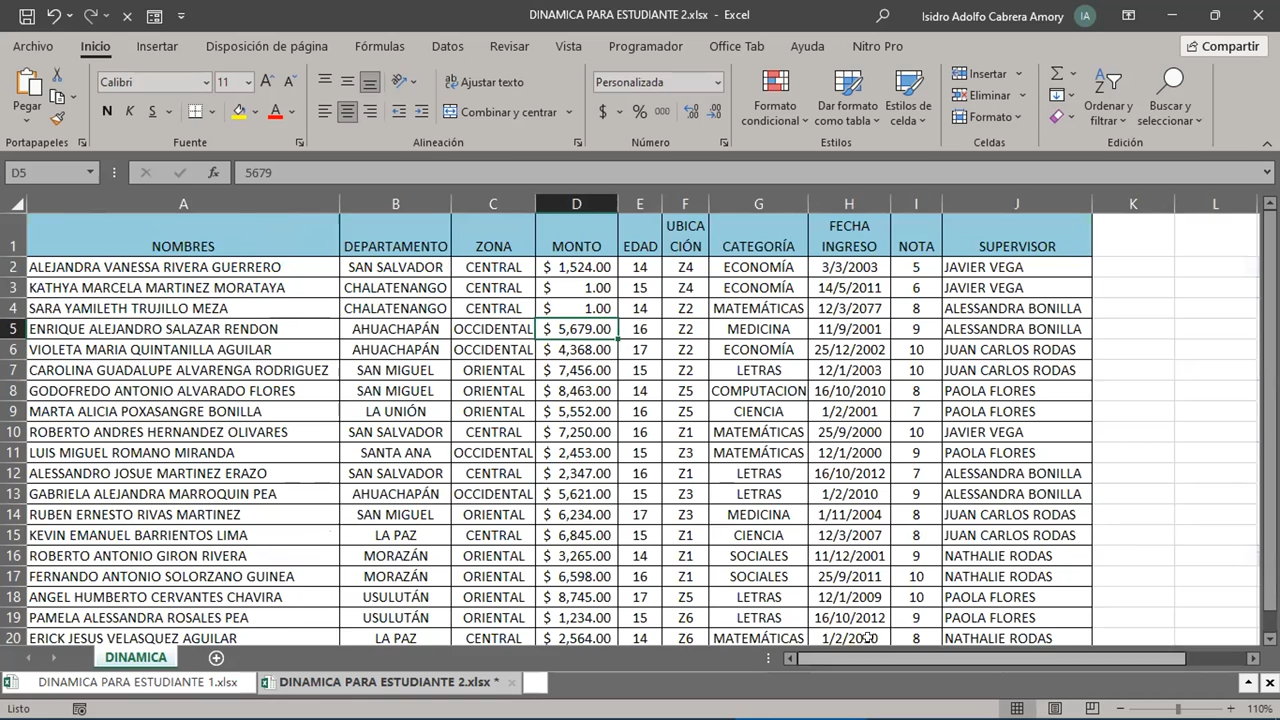 DINAMICA PARA ESTUDIANTE 2.xlsx - Excel
Isidro Adolfo Cabrera Amory IA
Archivo Inicio Insertar Disposición de página Fórmulas Datos Revisar Vista Programador Office Tab Ayuda Nitro Pro Compartir
Calibri 11 Ajustar texto Personalizada Insertar
Pegar N K S Combinar y centrar $ % 000 Formato condicional Dar formato como tabla Estilos de celda Eliminar Formato Ordenar y filtrar Buscar y seleccionar
Portapapeles Fuente Alineación Número Estilos Celdas Edición
D5 fx 5679
A B C D E F G H I J K L
1 NOMBRES DEPARTAMENTO ZONA MONTO EDAD UBICA CIÓN CATEGORÍA FECHA INGRESO NOTA SUPERVISOR
2 ALEJANDRA VANESSA RIVERA GUERRERO SAN SALVADOR CENTRAL $ 1,524.00 14 Z4 ECONOMÍA 3/3/2003 5 JAVIER VEGA
3 KATHYA MARCELA MARTINEZ MORATAYA CHALATENANGO CENTRAL $ 1.00 15 Z4 ECONOMÍA 14/5/2011 6 JAVIER VEGA
4 SARA YAMILETH TRUJILLO MEZA CHALATENANGO CENTRAL $ 1.00 14 Z2 MATEMÁTICAS 12/3/2077 8 ALESSANDRA BONILLA
5 ENRIQUE ALEJANDRO SALAZAR RENDON AHUACHAPÁN OCCIDENTAL $ 5,679.00 16 Z2 MEDICINA 11/9/2001 9 ALESSANDRA BONILLA
6 VIOLETA MARIA QUINTANILLA AGUILAR AHUACHAPÁN OCCIDENTAL $ 4,368.00 17 Z2 ECONOMÍA 25/12/2002 10 JUAN CARLOS RODAS
7 CAROLINA GUADALUPE ALVARENGA RODRIGUEZ SAN MIGUEL ORIENTAL $ 7,456.00 15 Z2 LETRAS 12/1/2003 10 JUAN CARLOS RODAS
8 GODOFREDO ANTONIO ALVARADO FLORES SAN MIGUEL ORIENTAL $ 8,463.00 14 Z5 COMPUTACION 16/10/2010 8 PAOLA FLORES
9 MARTA ALICIA POXASANGRE BONILLA LA UNIÓN ORIENTAL $ 5,552.00 16 Z5 CIENCIA 1/2/2001 7 PAOLA FLORES
10 ROBERTO ANDRES HERNANDEZ OLIVARES SAN SALVADOR CENTRAL $ 7,250.00 16 Z1 MATEMÁTICAS 25/9/2000 10 JAVIER VEGA
11 LUIS MIGUEL ROMANO MIRANDA SANTA ANA OCCIDENTAL $ 2,453.00 15 Z3 MATEMÁTICAS 12/1/2000 9 PAOLA FLORES
12 ALESSANDRO JOSUE MARTINEZ ERAZO SAN SALVADOR CENTRAL $ 2,347.00 16 Z1 LETRAS 16/10/2012 7 ALESSANDRA BONILLA
13 GABRIELA ALEJANDRA MARROQUIN PEA AHUACHAPÁN OCCIDENTAL $ 5,621.00 15 Z3 LETRAS 1/2/2010 9 ALESSANDRA BONILLA
14 RUBEN ERNESTO RIVAS MARTINEZ SAN MIGUEL ORIENTAL $ 6,234.00 17 Z3 MEDICINA 1/11/2004 8 JUAN CARLOS RODAS
15 KEVIN EMANUEL BARRIENTOS LIMA LA PAZ CENTRAL $ 6,845.00 15 Z1 CIENCIA 12/3/2007 8 JUAN CARLOS RODAS
16 ROBERTO ANTONIO GIRON RIVERA MORAZÁN ORIENTAL $ 3,265.00 14 Z1 SOCIALES 11/12/2001 9 NATHALIE RODAS
17 FERNANDO ANTONIO SOLORZANO GUINEA MORAZÁN ORIENTAL $ 6,598.00 16 Z1 SOCIALES 25/9/2011 10 NATHALIE RODAS
18 ANGEL HUMBERTO CERVANTES CHAVIRA USULUTÁN ORIENTAL $ 8,745.00 17 Z5 LETRAS 12/1/2009 10 PAOLA FLORES
19 PAMELA ALESSANDRA ROSALES PEA USULUTÁN ORIENTAL $ 1,234.00 15 Z6 LETRAS 16/10/2012 9 PAOLA FLORES
20 ERICK JESUS VELASQUEZ AGUILAR LA PAZ CENTRAL $ 2,564.00 14 Z6 MATEMÁTICAS 8 NATHALIE RODAS
DINAMICA
DINAMICA PARA ESTUDIANTE 1.xlsx DINAMICA PARA ESTUDIANTE 2.xlsx *
Listo 110%